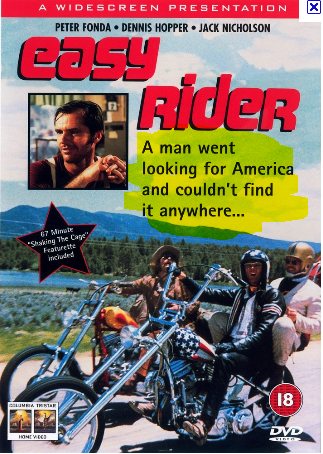 A WIDESCREEN PRESENTATION
PETER FONDA • DENNIS HOPPER • JACK NICHOLSON
easy
RIDER
A man went
looking for America
and couldn't find
it anywhere...
67 Minute
"Shaking The Cage"
Featurette
included
COLUMBIA TRISTAR
HOME VIDEO
18
DVD
VIDEO